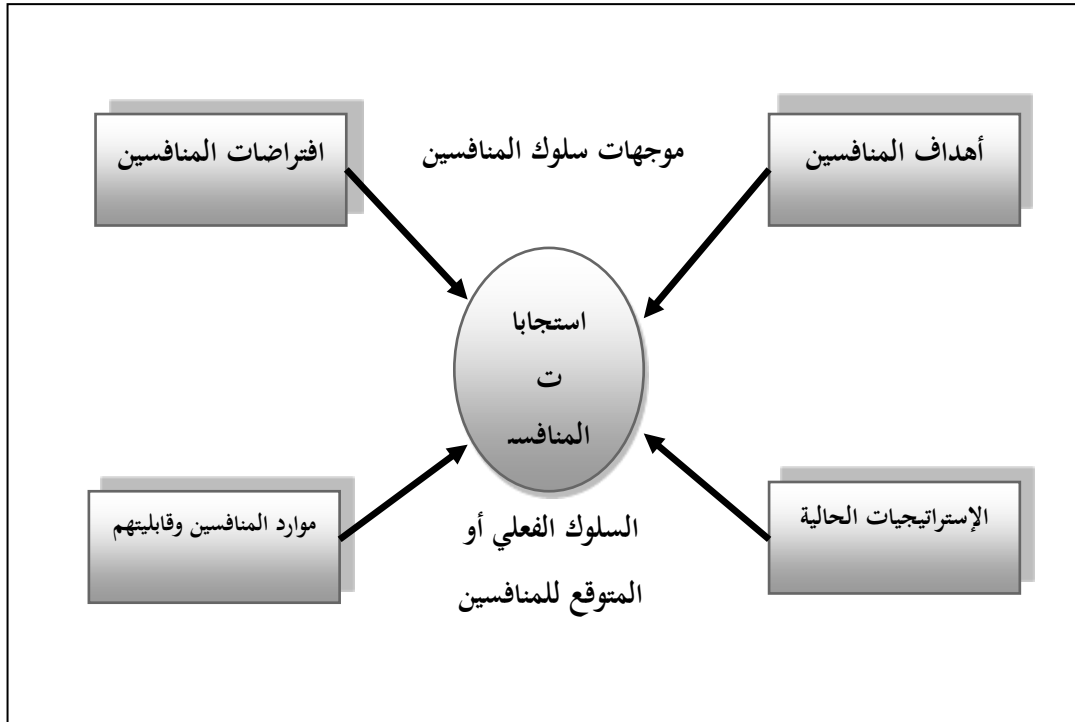 أهداف المنافسين
موجهات سلوك المنافسين
افتراضات المنافسين
استجابا
ت
المنافسـ
الإستراتيجيات الحالية
السلوك الفعلي أو
المتوقع للمنافسين
موارد المنافسين وقابليتهم